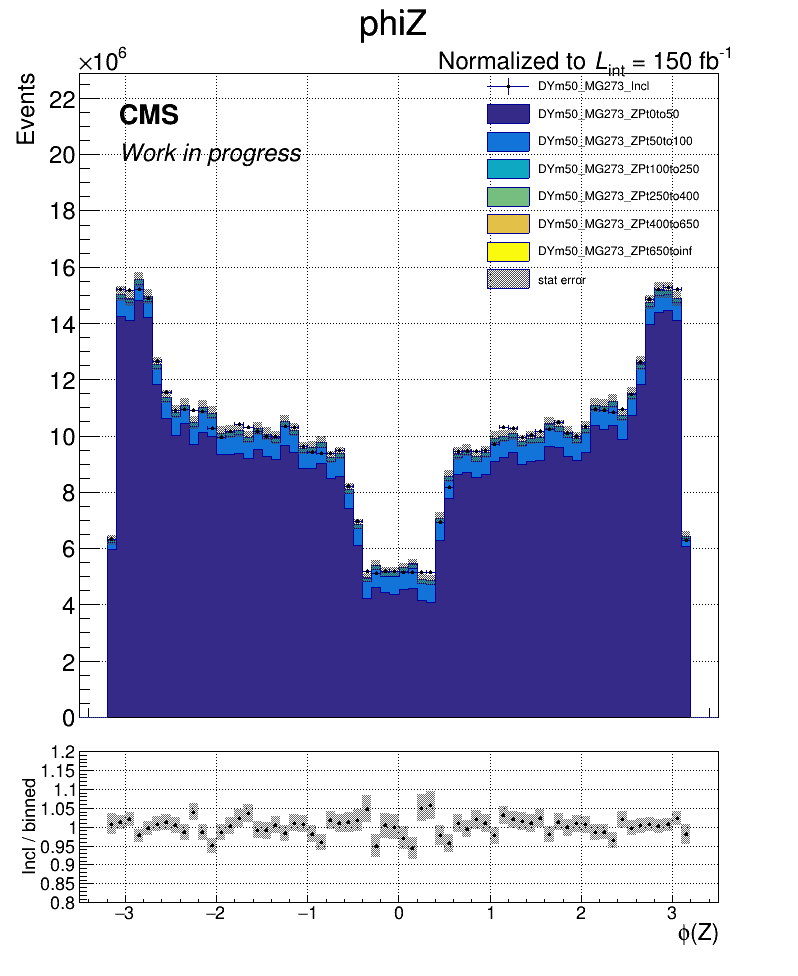 phiZ
×10⁶
Normalized to L_int = 150 fb⁻¹
Events
CMS
Work in progress
DYm50_MG273_Incl
DYm50_MG273_ZPt0to50
DYm50_MG273_ZPt50to100
DYm50_MG273_ZPt100to250
DYm50_MG273_ZPt250to400
DYm50_MG273_ZPt400to650
DYm50_MG273_ZPt650toinf
stat error
22
20
18
16
14
12
10
8
6
4
2
0
Incl / binned
1.2
1.15
1.1
1.05
1
0.95
0.9
0.85
0.8
−3 −2 −1 0 1 2 3
ϕ(Z)